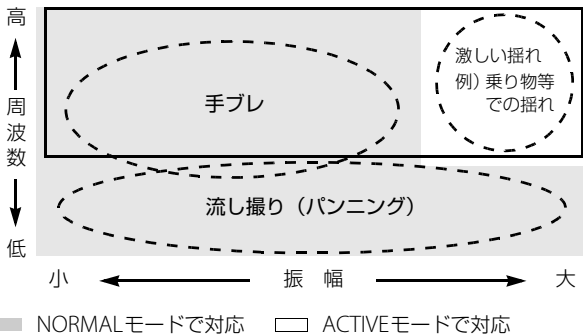 高
周波数
低
手ブレ
激しい揺れ
例）乗り物等
での揺れ
流し撮り（パンニング）
小
振 幅
大
NORMALモードで対応
ACTIVEモードで対応